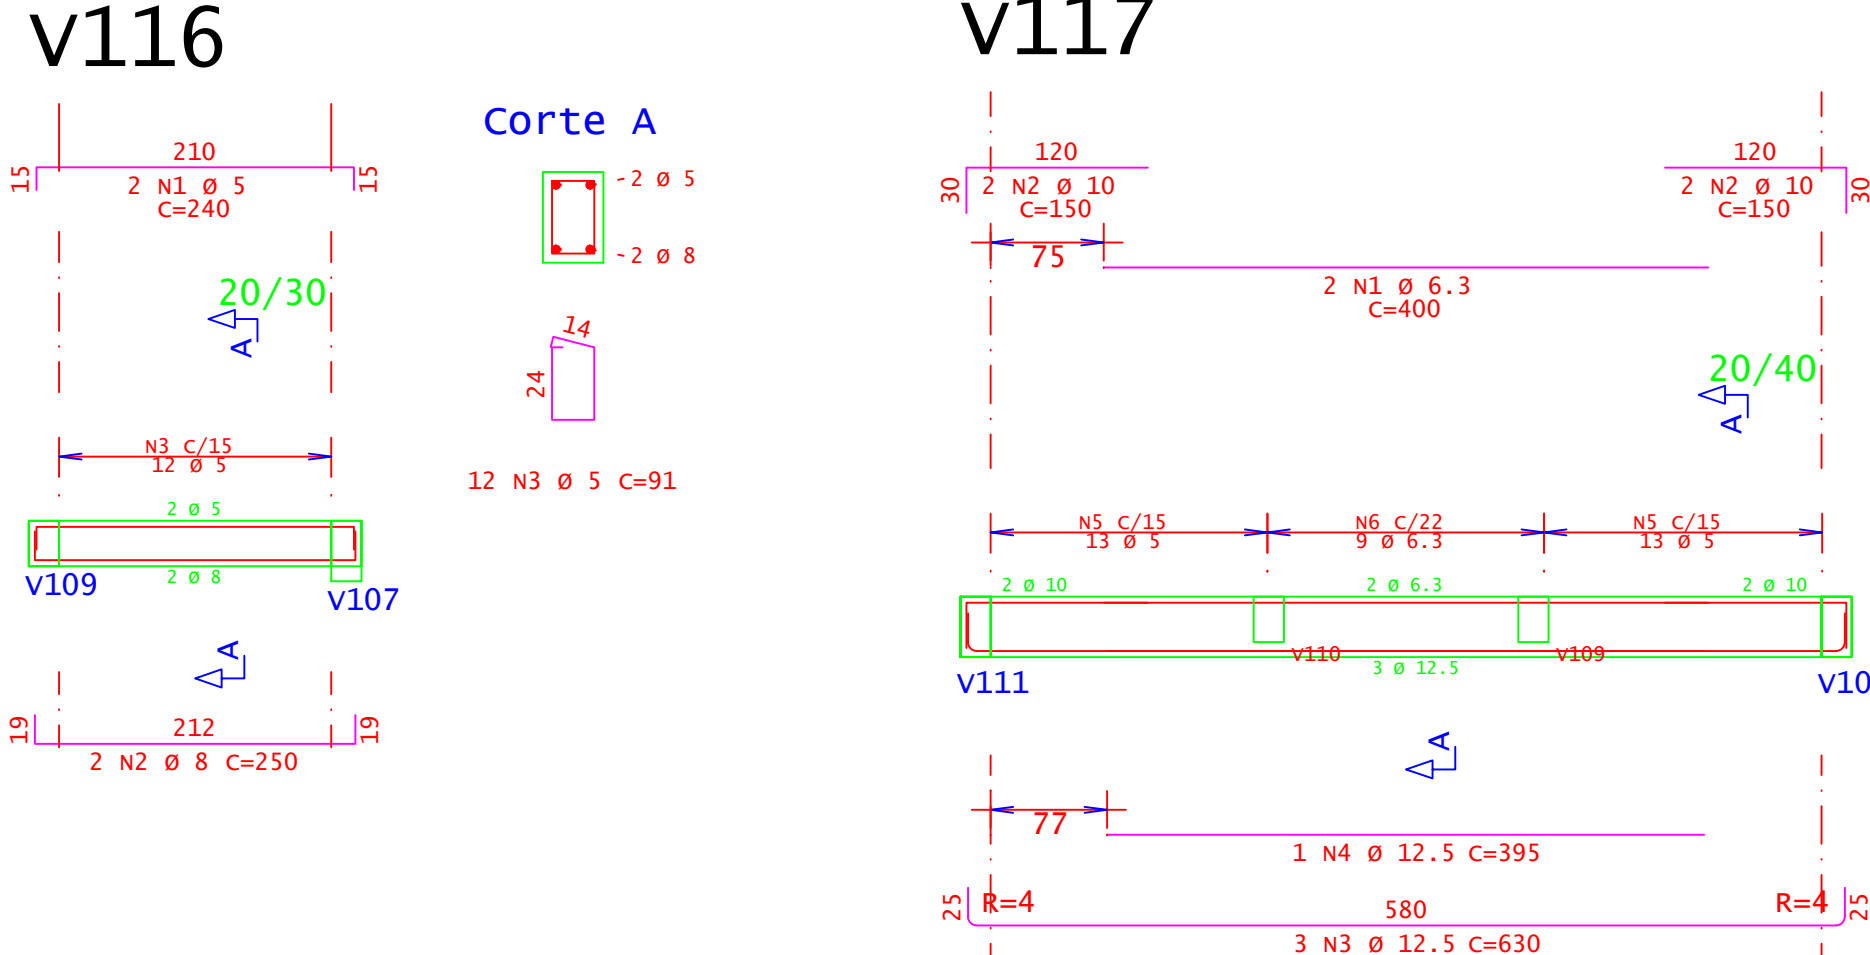 V116
210
15
15
2 N1 Ø 5
C=240
20/30
A
N3 C/15
12 Ø 5
2 Ø 5
2 Ø 8
V109
V107
A
19
212
19
2 N2 Ø 8 C=250
Corte A
-2 Ø 5
-2 Ø 8
14
24
12 N3 Ø 5 C=91
V117
120
30
2 N2 Ø 10
C=150
120
2 N2 Ø 10
30
C=150
75
2 N1 Ø 6.3
C=400
20/40
A
N5 C/15
13 Ø 5
N6 C/22
9 Ø 6.3
N5 C/15
13 Ø 5
2 Ø 10
2 Ø 6.3
2 Ø 10
V110
V109
3 Ø 12.5
V111
V10
A
77
1 N4 Ø 12.5 C=395
25
R=4
580
R=4
25
3 N3 Ø 12.5 C=630